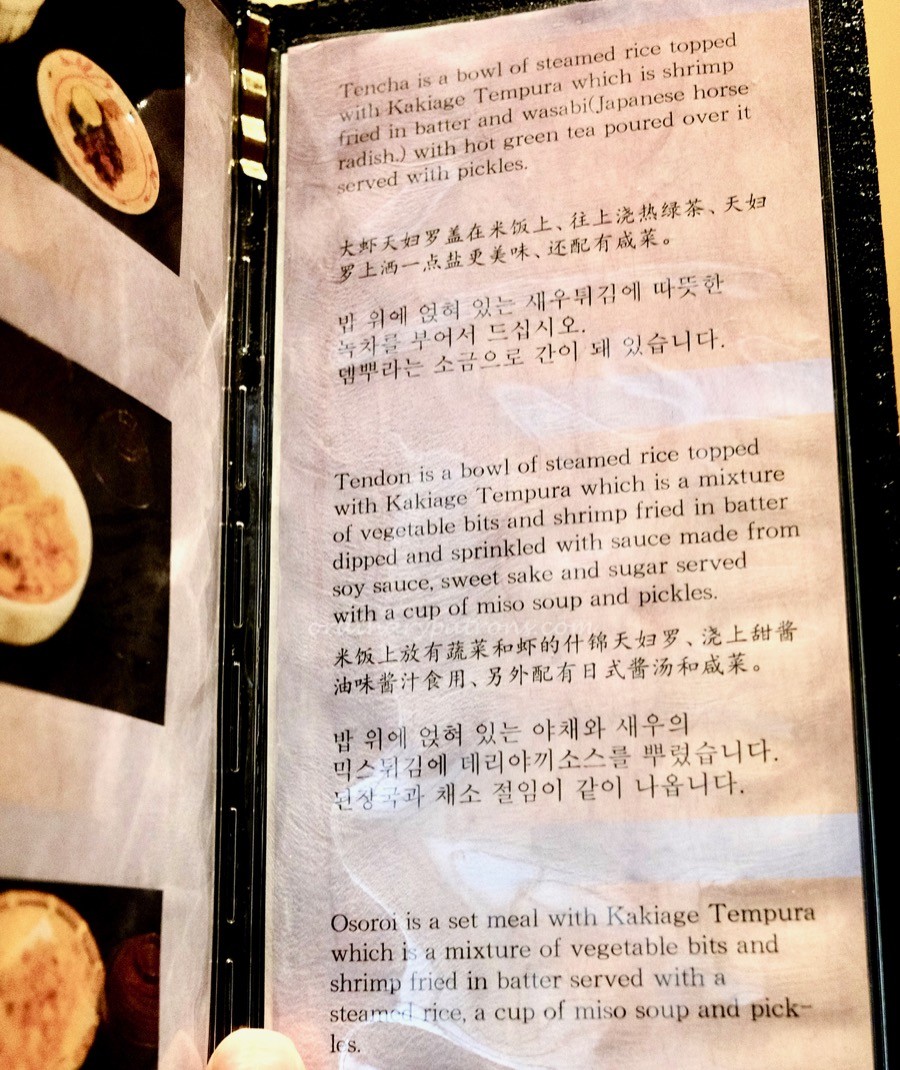 Tencha is a bowl of steamed rice topped
with Kakiage Tempura which is shrimp
fried in batter and wasabi(Japanese horse
radish.) with hot green tea poured over it
served with pickles.
大虾天妇罗盖在米饭上、往上浇热绿茶、天妇
罗上洒一点盐更美味、还配有咸菜。
밥 위에 얹혀 있는 새우튀김에 따뜻한
녹차를 부어서 드십시오.
뎀뿌라는 소금으로 간이 돼 있습니다.
Tendon is a bowl of steamed rice topped
with Kakiage Tempura which is a mixture
of vegetable bits and shrimp fried in batter
dipped and sprinkled with sauce made from
soy sauce, sweet sake and sugar served
with a cup of miso soup and pickles.
米饭上放有蔬菜和虾的什锦天妇罗、浇上甜酱
油味酱汁食用、另外配有日式酱汤和咸菜。
밥 위에 얹혀 있는 야채와 새우의
믹스튀김에 데리야끼소스를 뿌렸습니다.
된장국과 채소 절임이 같이 나옵니다.
Osoroi is a set meal with Kakiage Tempura
which is a mixture of vegetable bits and
shrimp fried in batter served with a
steamed rice, a cup of miso soup and pick-
les.